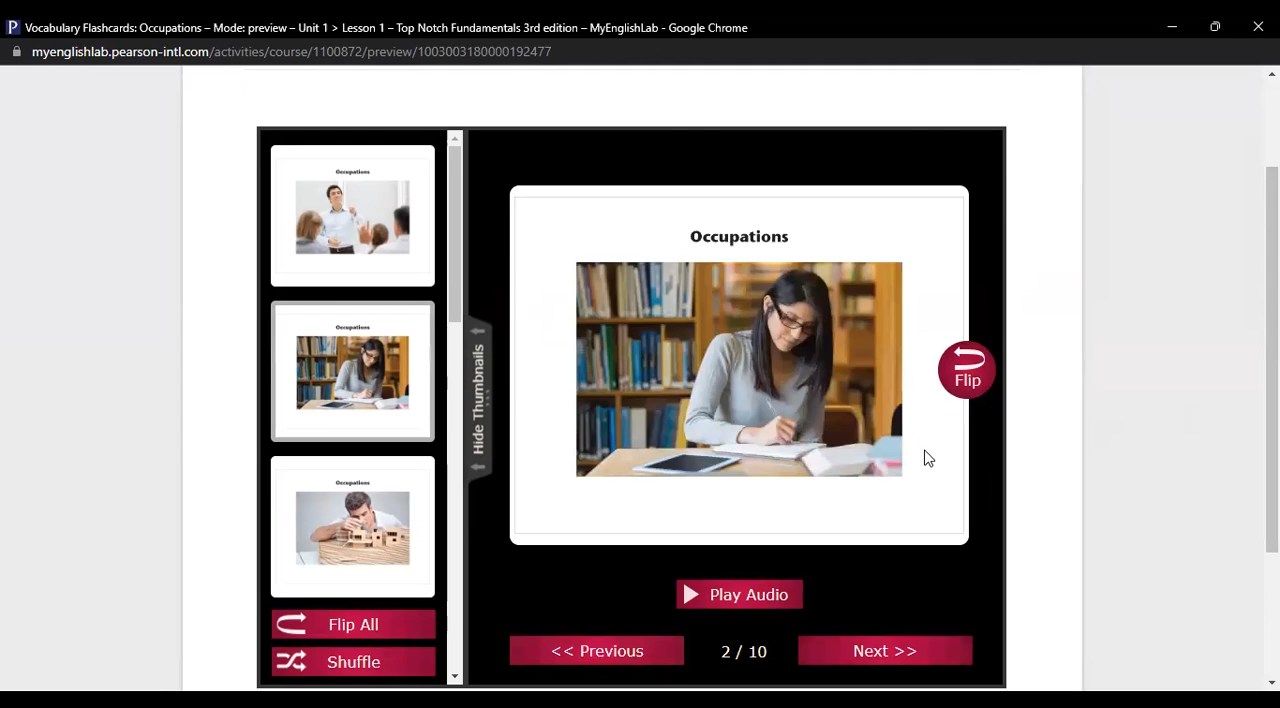 Vocabulary Flashcards: Occupations – Mode: preview – Unit 1 > Lesson 1 – Top Notch Fundamentals 3rd edition – MyEnglishLab - Google Chrome
myenglishlab.pearson-intl.com/activities/course/1100872/preview/1003003180000192477
Occupations
Occupations
Occupations
Flip All
Shuffle
Hide Thumbnails
Occupations
Flip
Play Audio
<< Previous
2 / 10
Next >>